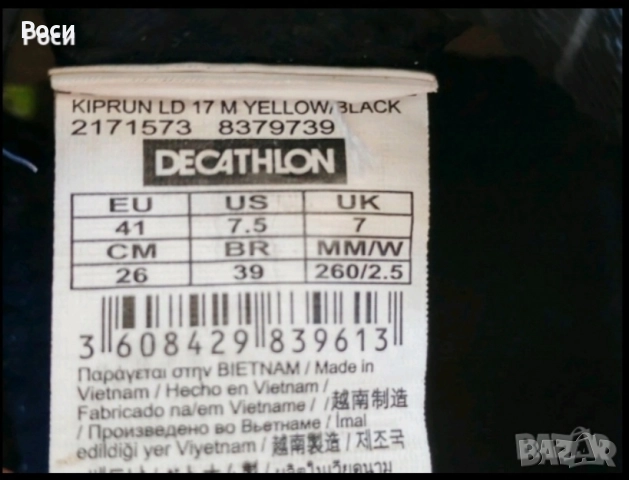 Роси
Роси
KIPRUN LD 17 M YELLOW/BLACK
2171573 8379739
DECATHLON
EU US UK
41 7.5 7
CM BR MM/W
26 39 260/2.5
3 608429 839613
Παράγεται στην ΒΙΕΤΝΑΜ / Made in
Vietnam / Hecho en Vietnam /
Fabricado na/em Vietname / /越南制造
/ Произведено во Вьетнаме / Imal
edildiği yer Viyetnam / 越南製造 / 제조국
BAZAR